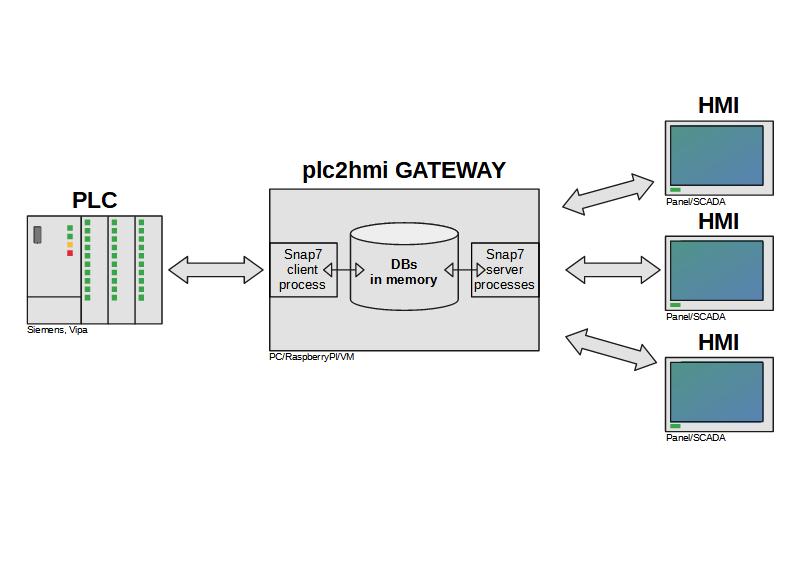 PLC
Siemens, Vipa
plc2hmi GATEWAY
Snap7
client
process
DBs
in memory
Snap7
server
processes
PC/RaspberryPI/VM
HMI
Panel/SCADA
HMI
Panel/SCADA
HMI
Panel/SCADA